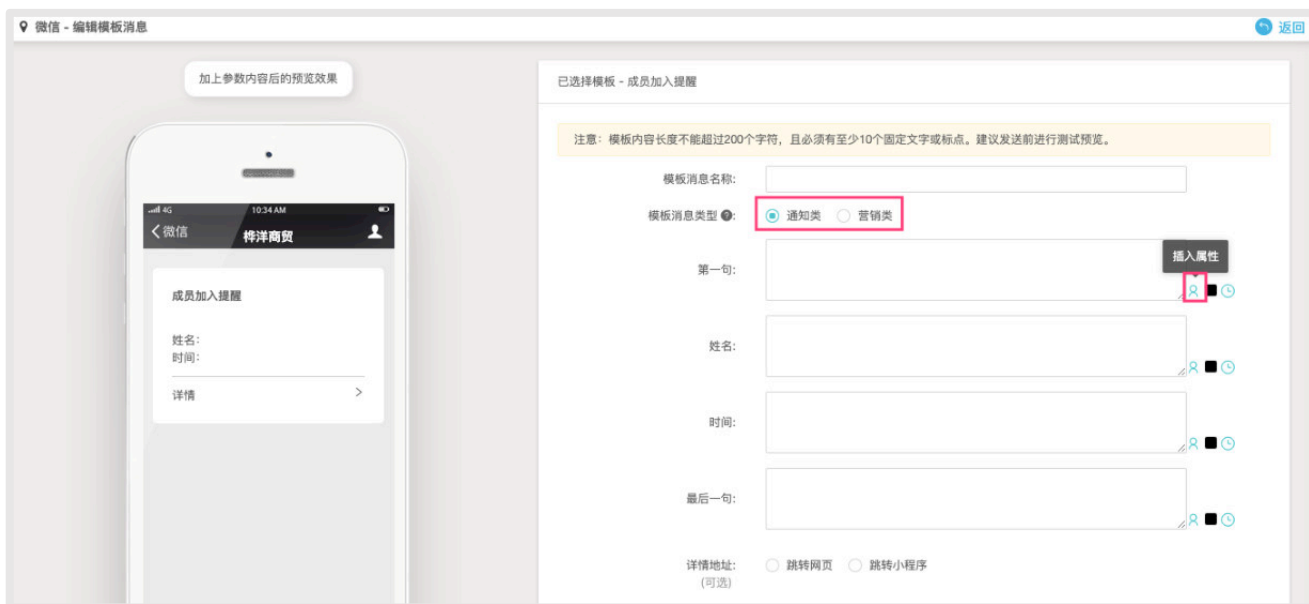 微信 - 编辑模板消息
返回
加上参数内容后的预览效果
4G
10:34 AM
微信
桦洋商贸
成员加入提醒
姓名：
时间：
详情
已选择模板 - 成员加入提醒
注意：模板内容长度不能超过200个字符，且必须有至少10个固定文字或标点。建议发送前进行测试预览。
模板消息名称:
模板消息类型 ?: 通知类 营销类
插入属性
第一句:
姓名:
时间:
最后一句:
详情地址: 跳转网页 跳转小程序
(可选)